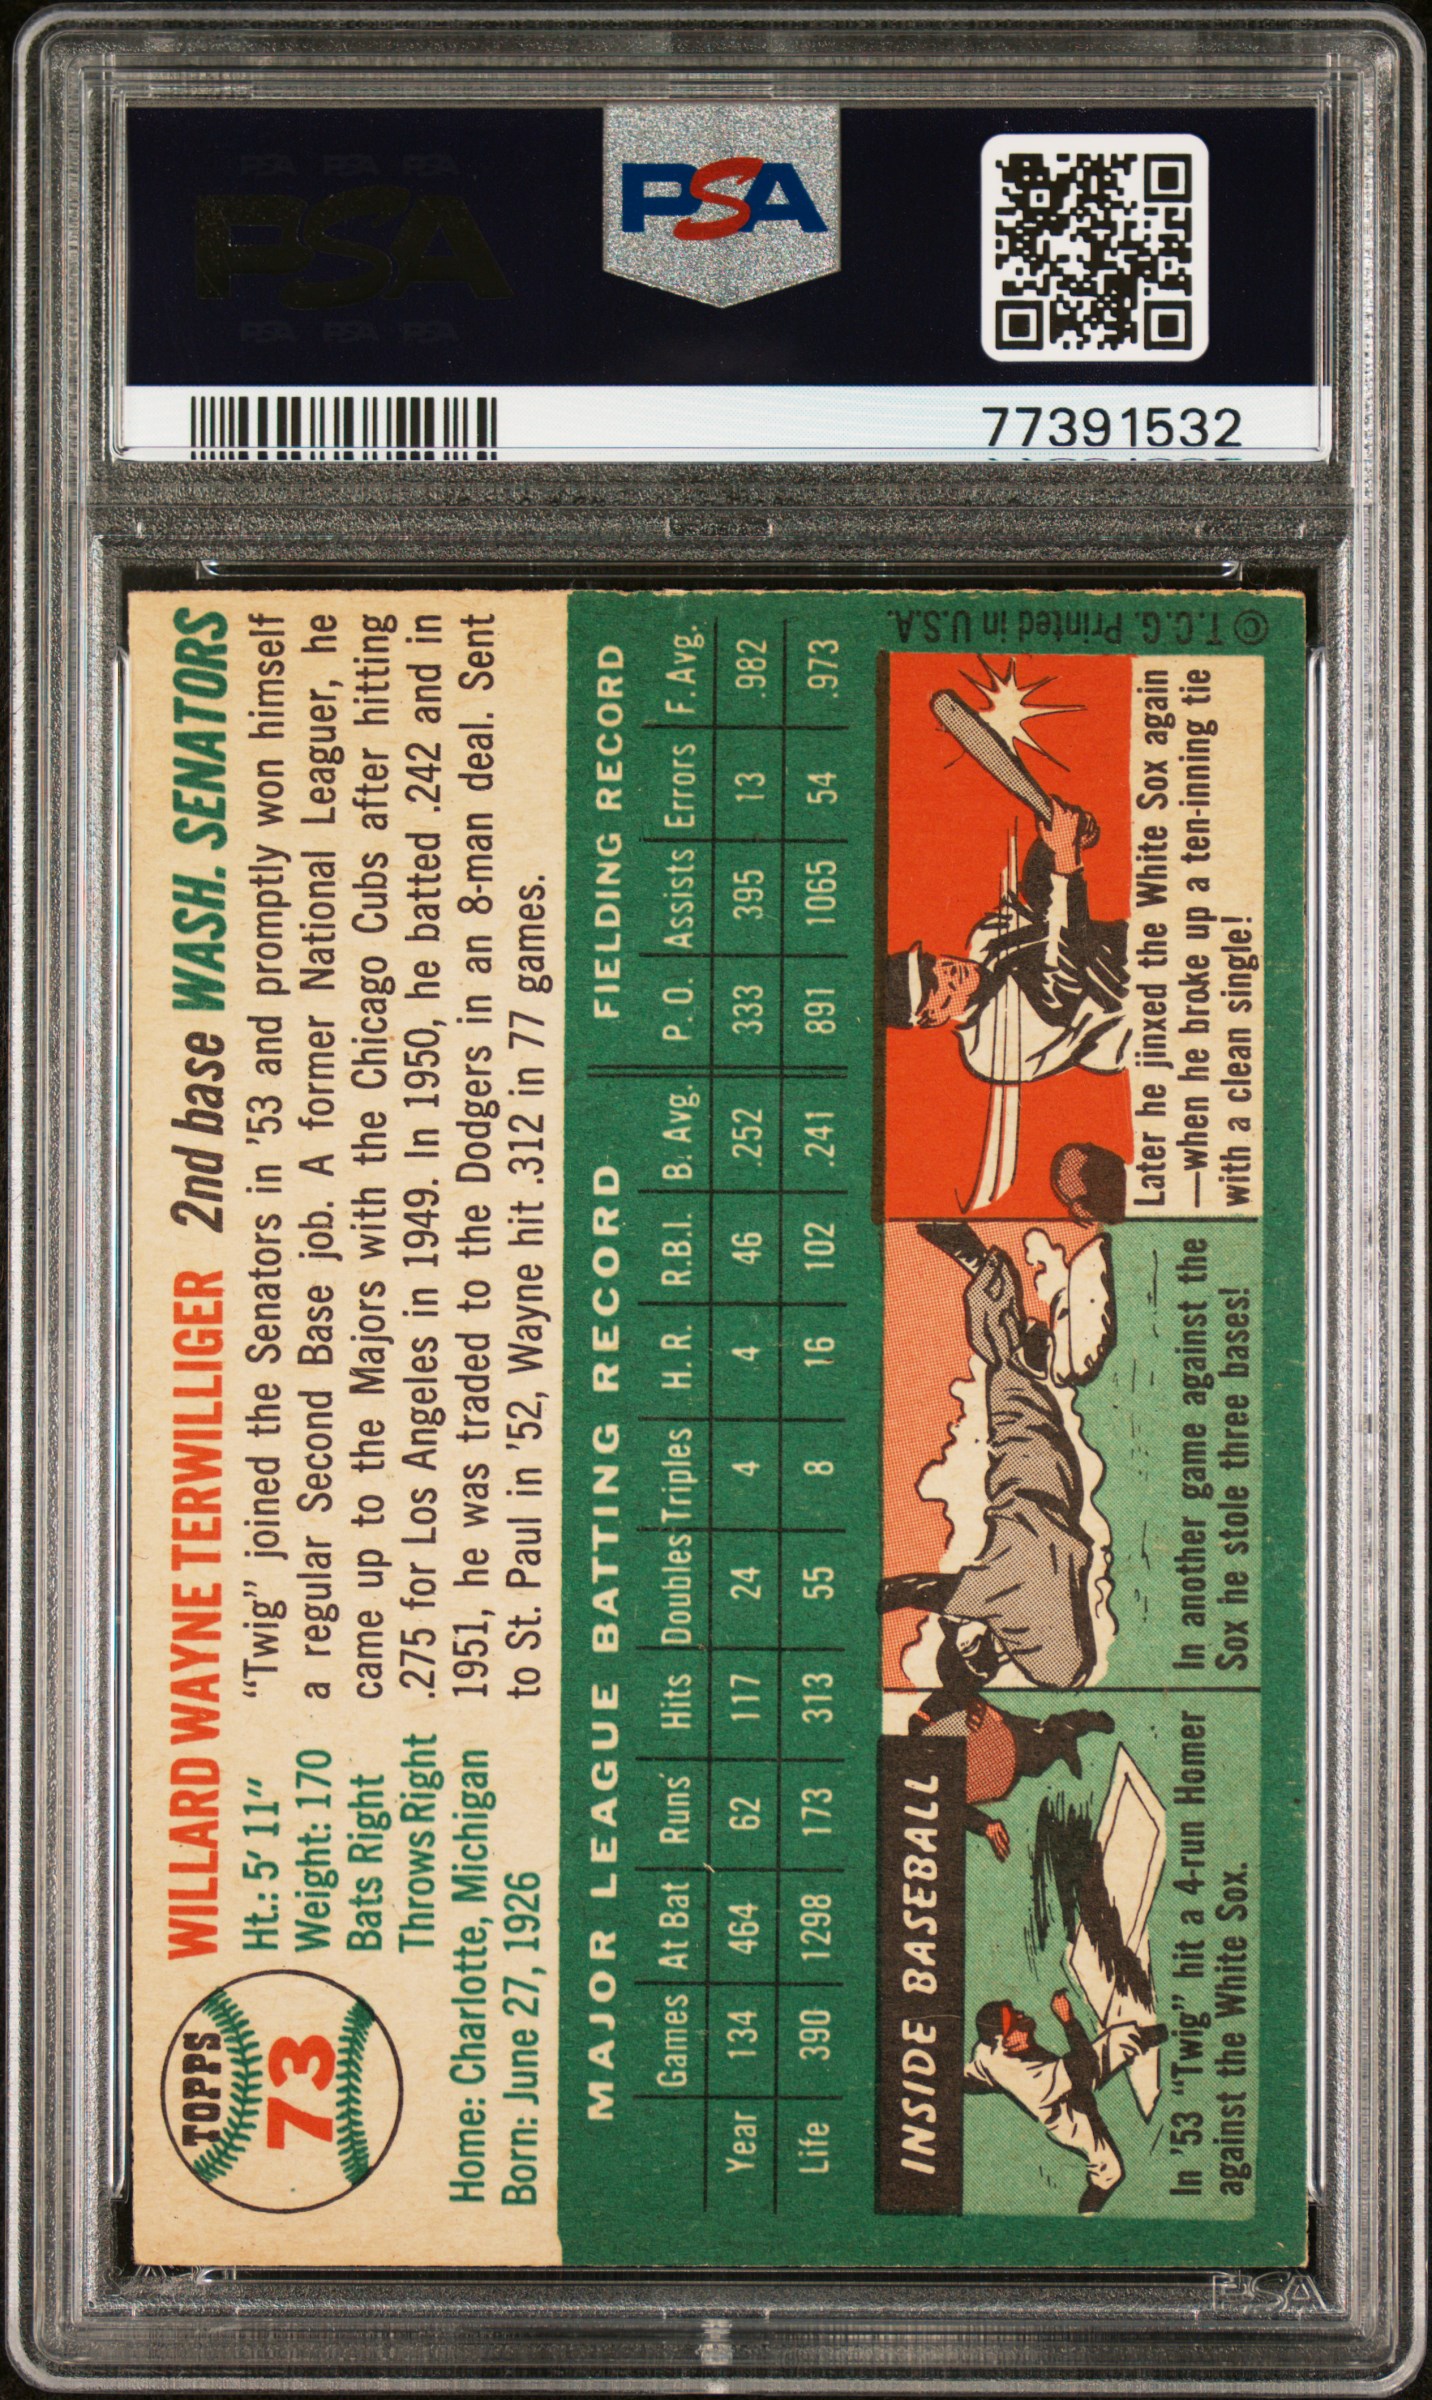 PSA PSA PSA
PSA
PSA PSA PSA
PSA
77391532
TOPPS
73
WILLARD WAYNE TERWILLIGER 2nd base WASH. SENATORS
Ht.: 5' 11"
Weight: 170
Bats Right
Throws Right
Home: Charlotte, Michigan
Born: June 27, 1926
"Twig" joined the Senators in '53 and promptly won himself
a regular Second Base job. A former National Leaguer, he
came up to the Majors with the Chicago Cubs after hitting
.275 for Los Angeles in 1949. In 1950, he batted .242 and in
1951, he was traded to the Dodgers in an 8-man deal. Sent
to St. Paul in '52, Wayne hit .312 in 77 games.
MAJOR LEAGUE BATTING RECORD FIELDING RECORD
Games At Bat Runs Hits Doubles Triples H. R. R.B.I. B. Avg. P. O. Assists Errors F. Avg.
Year 134 464 62 117 24 4 4 46 .252 333 395 13 .982
Life 390 1298 173 313 55 8 16 102 .241 891 1065 54 .973
INSIDE BASEBALL
In '53 "Twig" hit a 4-run Homer
against the White Sox.
In another game against the
Sox he stole three bases!
Later he jinxed the White Sox again
—when he broke up a ten-inning tie
with a clean single!
© T.C.G. Printed in U.S.A.
PSA